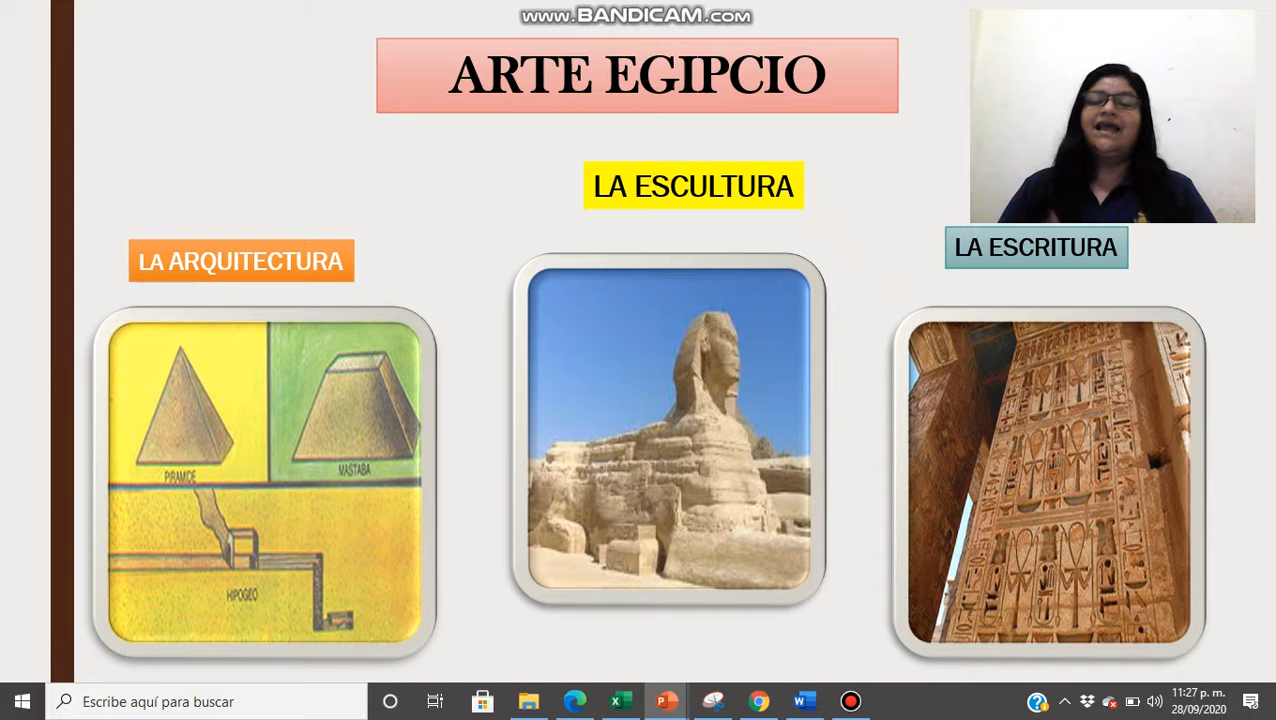 www.BANDICAM.com
ARTE EGIPCIO
LA ESCULTURA
LA ARQUITECTURA
LA ESCRITURA
PIRAMIDE
MASTABA
HIPOGEO
Escribe aquí para buscar
11:27 p. m.
28/09/2020